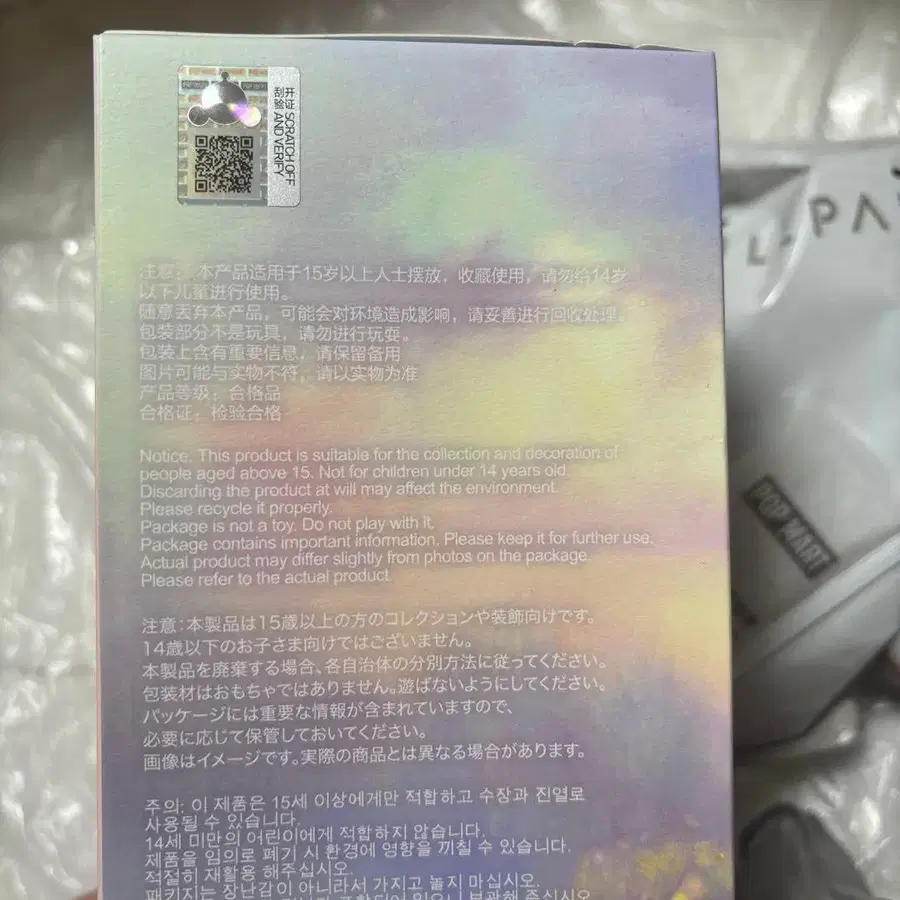 刮开
验证
SCRATCH OFF
AND VERIFY
注意：本产品适用于15岁以上人士摆放，收藏使用，请勿给14岁
以下儿童进行使用。
随意丢弃本产品，可能会对环境造成影响，请妥善进行回收处理。
包装部分不是玩具，请勿进行玩耍。
包装上含有重要信息，请保留备用
图片可能与实物不符，请以实物为准
产品等级：合格品
合格证：检验合格
Notice: This product is suitable for the collection and decoration of
people aged above 15. Not for children under 14 years old.
Discarding the product at will may affect the environment.
Please recycle it properly.
Package is not a toy. Do not play with it.
Package contains important information. Please keep it for further use.
Actual product may differ slightly from photos on the package.
Please refer to the actual product.
注意：本製品は15歳以上の方のコレクションや装飾向けです。
14歳以下のお子さま向けではございません。
本製品を廃棄する場合、各自治体の分別方法に従ってください。
包装材はおもちゃではありません。遊ばないようにしてください。
パッケージには重要な情報が含まれていますので、
必要に応じて保管しておいてください。
画像はイメージです。実際の商品とは異なる場合があります。
주의: 이 제품은 15세 이상에게만 적합하고 수장과 진열로
사용될 수 있습니다.
14세 미만의 어린이에게 적합하지 않습니다.
제품을 임의로 폐기 시 환경에 영향을 끼칠 수 있습니다.
적절히 재활용 해주십시오.
패키지는 장난감이 아니라서 가지고 놀지 마십시오.
POP MART